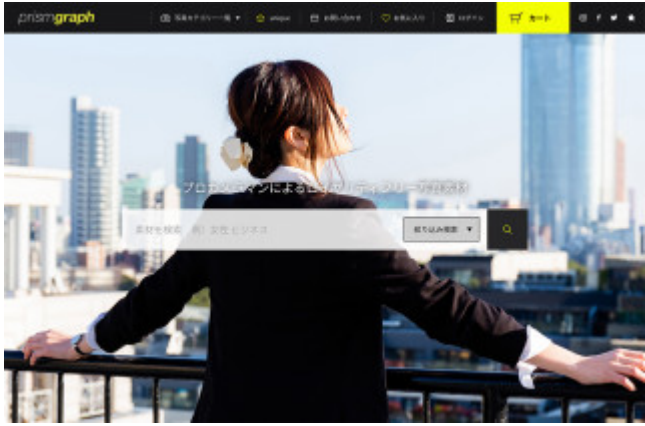 prismgraph
写真カテゴリー一覧 ▼
unique
お問い合わせ
お気に入り
ログイン
カート
プロカメラマンによるロイヤリティフリー写真素材
素材を検索 例）女性 ビジネス
絞り込み検索 ▼